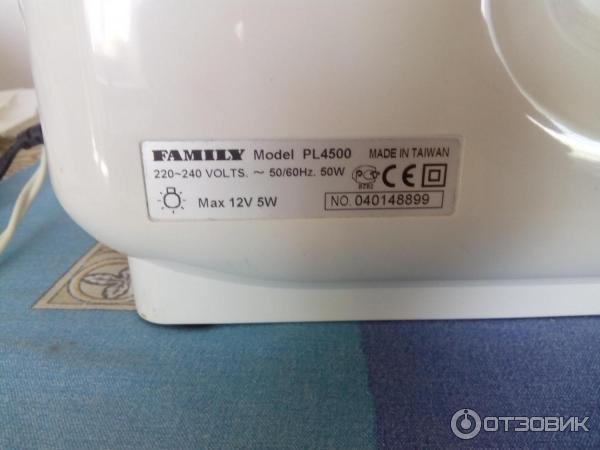 FAMILY Model PL4500 MADE IN TAIWAN
220~240 VOLTS. ~ 50/60Hz. 50W
Max 12V 5W NO. 040148899
ОТЗОВИК